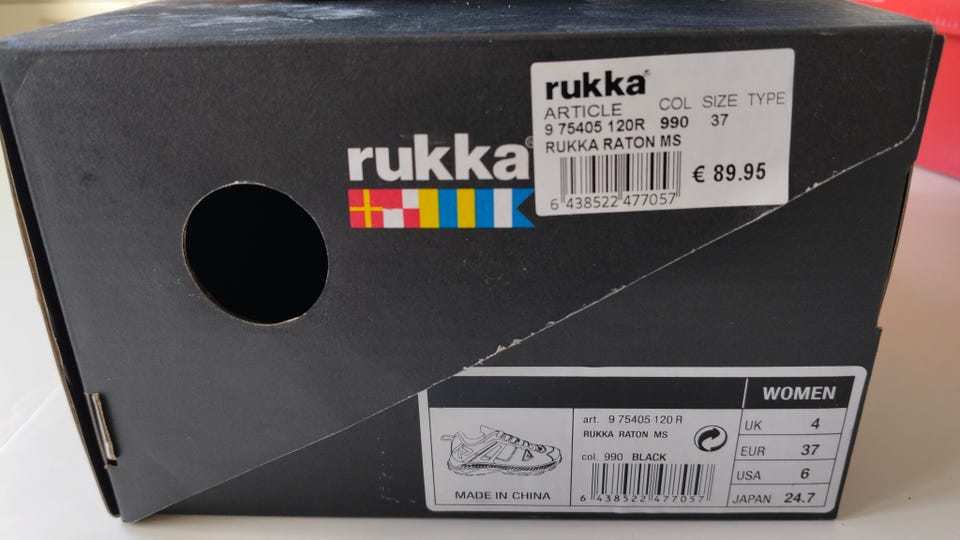 rukka®
ARTICLE COL SIZE TYPE
9 75405 120R 990 37
RUKKA RATON MS
€ 89.95
6 438522 477057
rukka®
WOMEN
art. 9 75405 120 R
RUKKA RATON MS
col. 990 BLACK
6 438522 477057
MADE IN CHINA
UK 4
EUR 37
USA 6
JAPAN 24.7